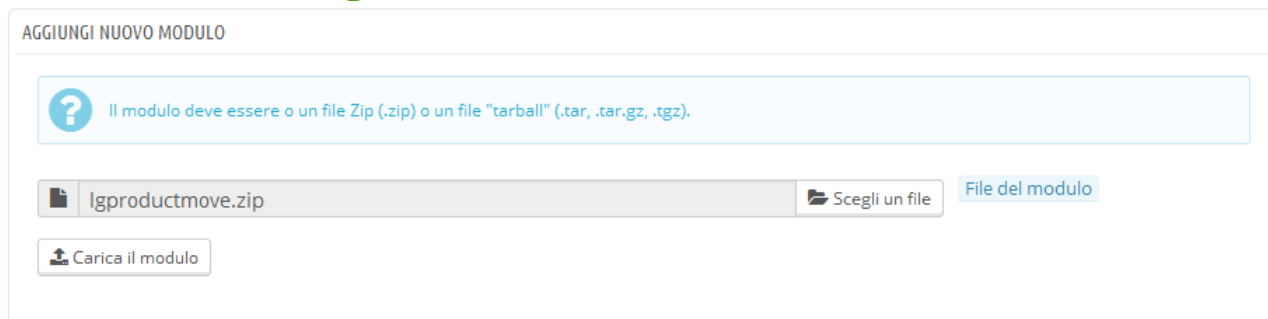 AGGIUNGI NUOVO MODULO
Il modulo deve essere o un file Zip (.zip) o un file "tarball" (.tar, .tar.gz, .tgz).
lgproductmove.zip
Scegli un file
File del modulo
Carica il modulo